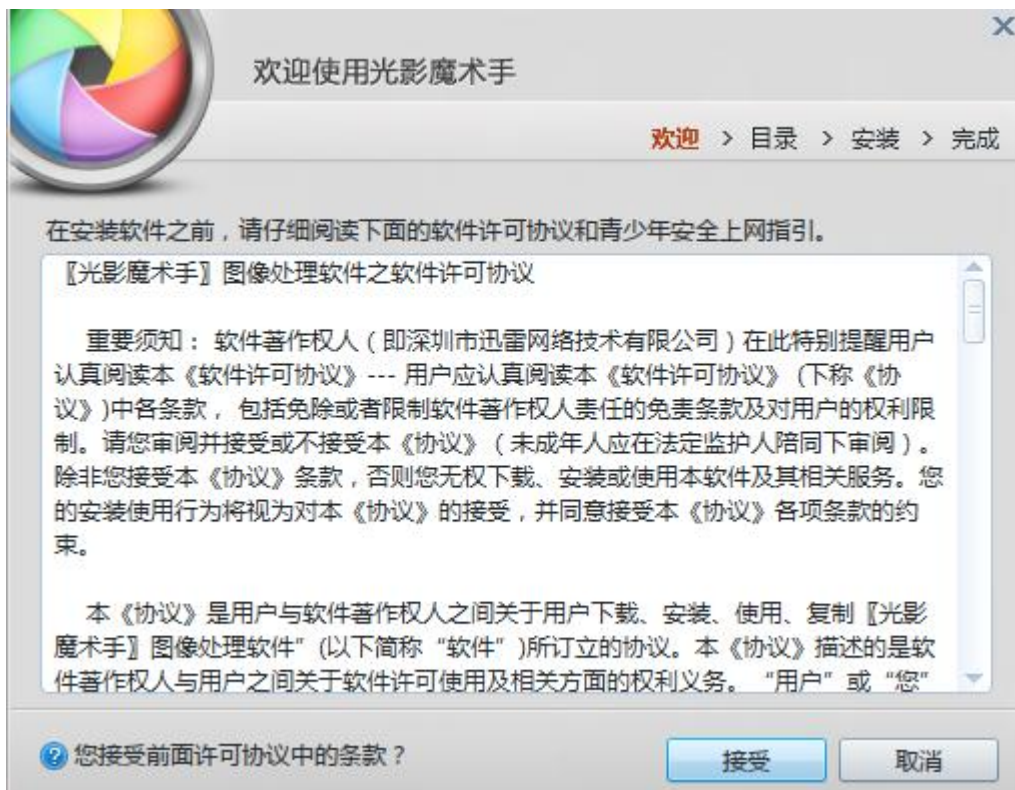 欢迎使用光影魔术手
欢迎 > 目录 > 安装 > 完成
在安装软件之前，请仔细阅读下面的软件许可协议和青少年安全上网指引。
〖光影魔术手〗图像处理软件之软件许可协议
重要须知： 软件著作权人（即深圳市迅雷网络技术有限公司）在此特别提醒用户
认真阅读本《软件许可协议》--- 用户应认真阅读本《软件许可协议》 (下称《协
议》)中各条款， 包括免除或者限制软件著作权人责任的免责条款及对用户的权利限
制。请您审阅并接受或不接受本《协议》（未成年人应在法定监护人陪同下审阅）。
除非您接受本《协议》条款，否则您无权下载、安装或使用本软件及其相关服务。您
的安装使用行为将视为对本《协议》的接受，并同意接受本《协议》各项条款的约
束。
本《协议》是用户与软件著作权人之间关于用户下载、安装、使用、复制〖光影
魔术手〗图像处理软件” (以下简称“软件”)所订立的协议。本《协议》描述的是软
件著作权人与用户之间关于软件许可使用及相关方面的权利义务。 “用户”或“您”
您接受前面许可协议中的条款？
接受
取消